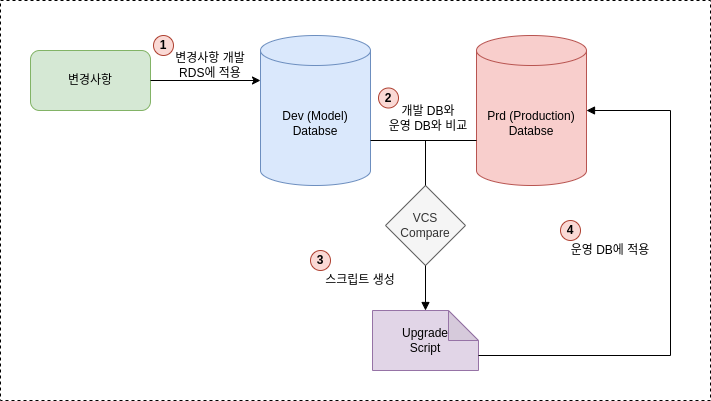 1
변경사항 개발
RDS에 적용
변경사항
Dev (Model)
Databse
2
개발 DB와
운영 DB와 비교
Prd (Production)
Databse
VCS
Compare
3
스크립트 생성
4
운영 DB에 적용
Upgrade
Script